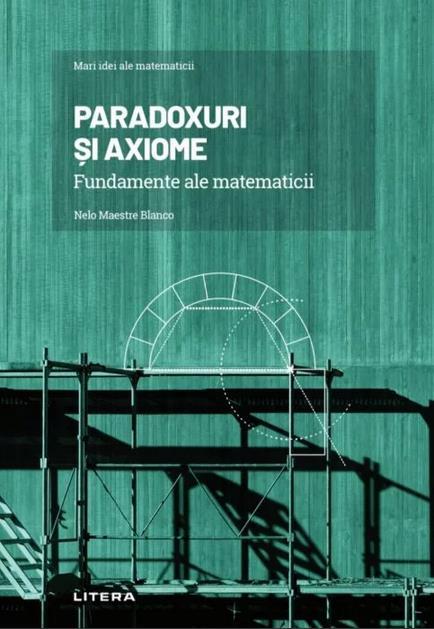 Mari idei ale matematicii
PARADOXURI
ȘI AXIOME
Fundamente ale matematicii
Nelo Maestre Blanco
LITERA